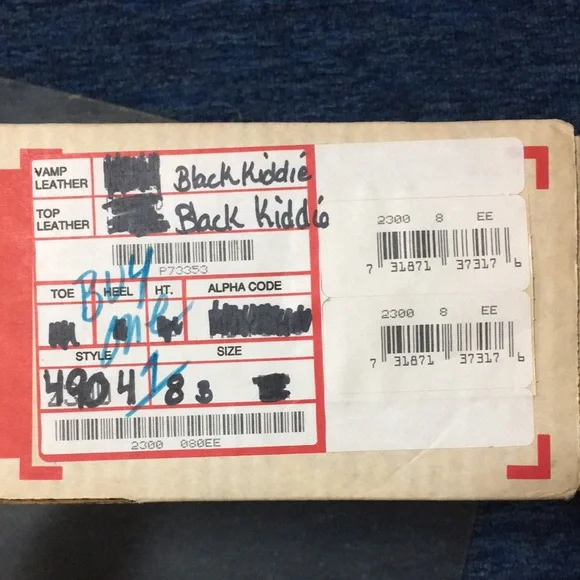 VAMP LEATHER Black Kiddie
TOP LEATHER Black Kiddie
P73353
TOE HEEL HT. ALPHA CODE
Buy
one
STYLE SIZE
4904 8 B
2300 080EE
2300 8 EE
7 31871 37317 6
2300 8 EE
7 31871 37317 6